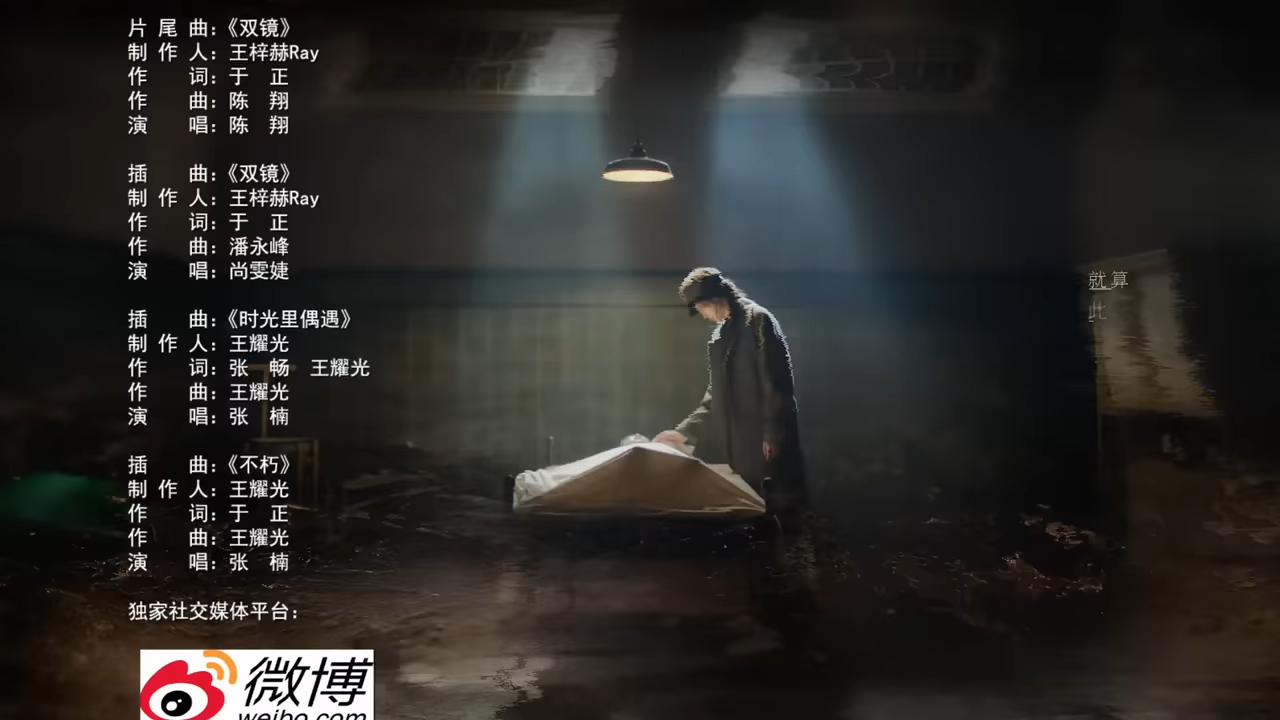 片尾曲：《双镜》
制作人：王梓赫Ray
作词：于 正
作曲：陈 翔
演唱：陈 翔
插曲：《双镜》
制作人：王梓赫Ray
作词：于 正
作曲：潘永峰
演唱：尚雯婕
插曲：《时光里偶遇》
制作人：王耀光
作词：张 畅 王耀光
作曲：王耀光
演唱：张 楠
插曲：《不朽》
制作人：王耀光
作词：于 正
作曲：王耀光
演唱：张 楠
独家社交媒体平台：
微博
weibo.com
就算
此